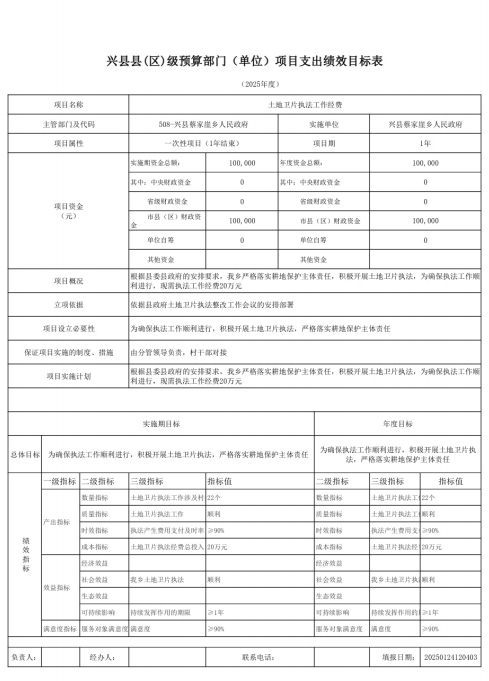 兴县县(区)级预算部门（单位）项目支出绩效目标表
（2025年度）
项目名称 土地卫片执法工作经费
主管部门及代码 508-兴县蔡家崖乡人民政府 实施单位 兴县蔡家崖乡人民政府
项目属性 一次性项目（1年结束） 项目期 1年
项目资金
（元）
实施期资金总额: 100,000 年度资金总额: 100,000
其中: 中央财政资金 0 其中: 中央财政资金 0
省级财政资金 0 省级财政资金 0
市县（区）财政资金 100,000 市县（区）财政资金 100,000
单位自筹 0 单位自筹 0
其他资金 其他资金
项目概况 根据县委县政府的安排要求，我乡严格落实耕地保护主体责任，积极开展土地卫片执法，为确保执法工作顺
利进行，现需执法工作经费20万元
立项依据 依据县政府土地卫片执法整改工作会议的安排部署
项目设立必要性 为确保执法工作顺利进行，积极开展土地卫片执法，严格落实耕地保护主体责任
保证项目实施的制度、措施 由分管领导负责，村干部对接
项目实施计划 根据县委县政府的安排要求，我乡严格落实耕地保护主体责任，积极开展土地卫片执法，为确保执法工作顺
利进行，现需执法工作经费20万元
实施期目标 年度目标
总体目标 为确保执法工作顺利进行，积极开展土地卫片执法，严格落实耕地保护主体责任 为确保执法工作顺利进行，积极开展土地卫片执
法，严格落实耕地保护主体责任
绩效指标
一级指标 二级指标 三级指标 指标值 二级指标 三级指标 指标值
产出指标
数量指标 土地卫片执法工作涉及村 22个 数量指标 土地卫片执法工 22个
质量指标 土地卫片执法工作 顺利 质量指标 土地卫片执法工 顺利
时效指标 执法产生费用支付及时率 ≥90% 时效指标 执法产生费用支 ≥90%
成本指标 土地卫片执法经费总投入 20万元 成本指标 土地卫片执法经 20万元
效益指标
经济效益 经济效益
社会效益 我乡土地卫片执法 顺利 社会效益 我乡土地卫片执 顺利
生态效益 生态效益
可持续影响 持续发挥作用的期限 ≥1年 可持续影响 持续发挥作用的 ≥1年
满意度指标 服务对象满意度 满意度 ≥90% 服务对象满意度 满意度 ≥90%
负责人: 经办人: 联系电话: 填报日期: 20250124120403